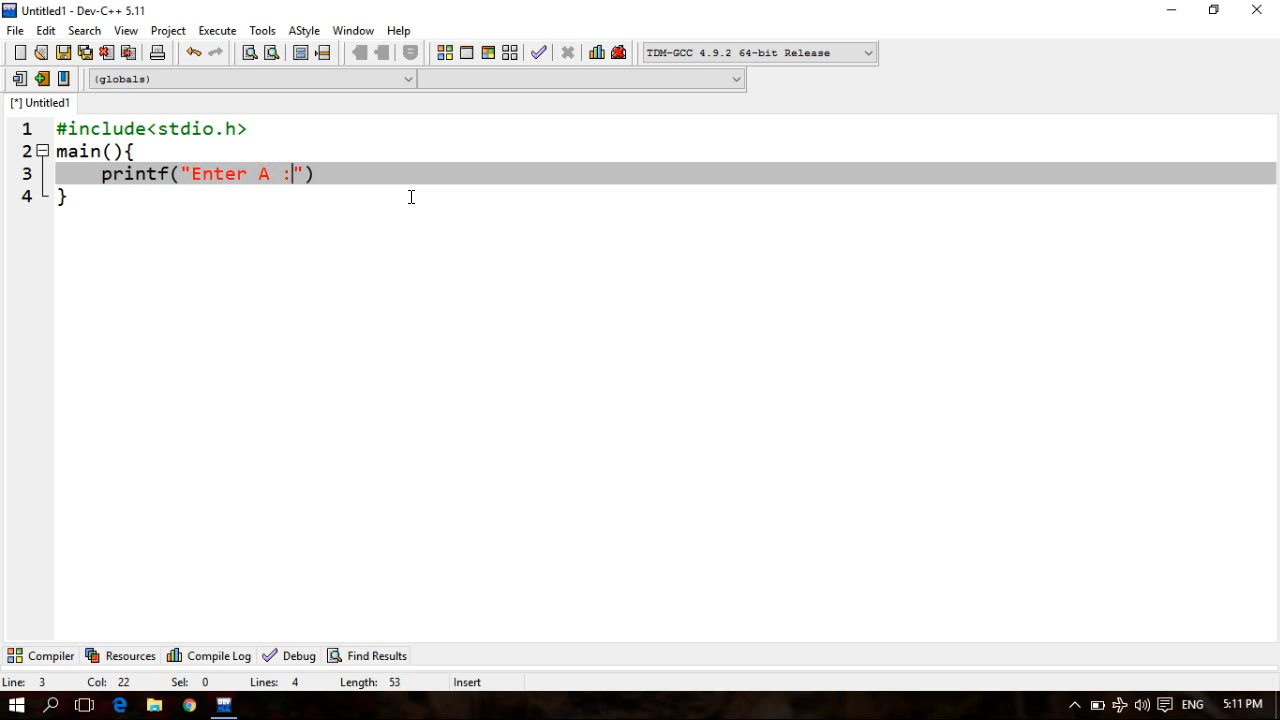 Untitled1 - Dev-C++ 5.11
File Edit Search View Project Execute Tools AStyle Window Help
TDM-GCC 4.9.2 64-bit Release
(globals)
[*] Untitled1
1 #include<stdio.h>
2 main(){
3 printf("Enter A :")
4 }
Compiler Resources Compile Log Debug Find Results
Line: 3 Col: 22 Sel: 0 Lines: 4 Length: 53 Insert
DEV ENG 5:11 PM